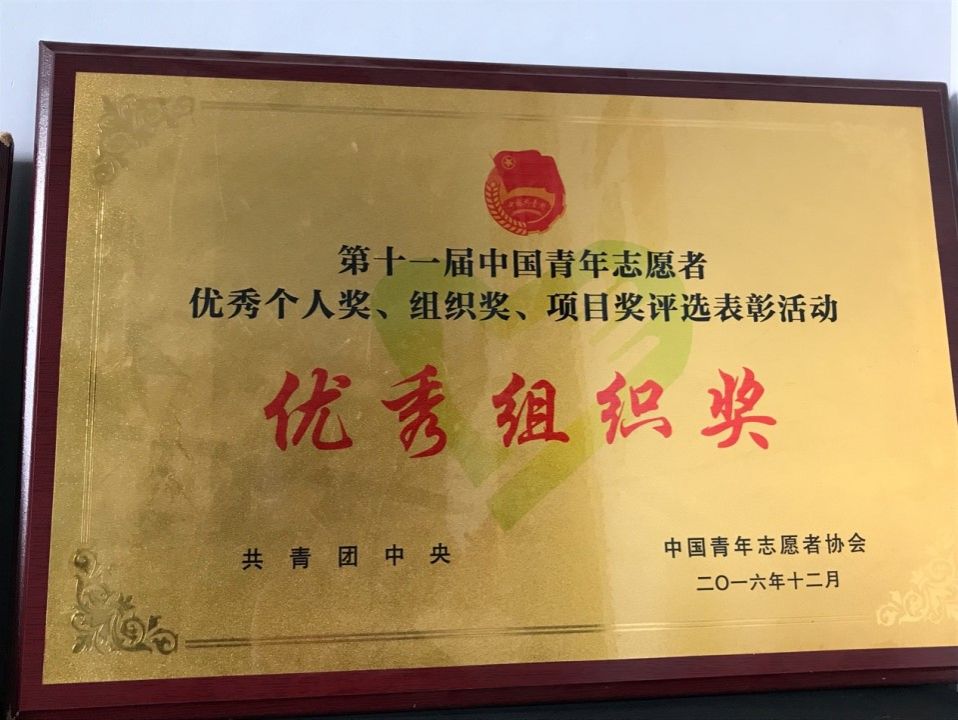 第十一届中国青年志愿者
优秀个人奖、组织奖、项目奖评选表彰活动
优秀组织奖
共青团中央
中国青年志愿者协会
二〇一六年十二月